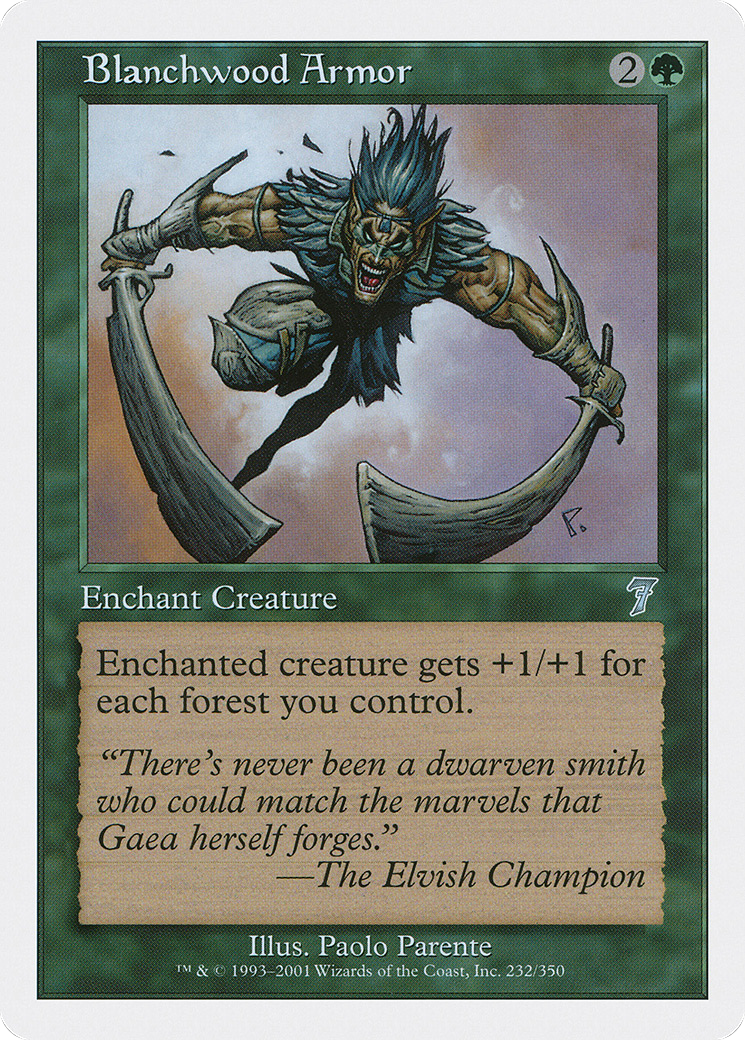 Blanchwood Armor
2
Enchant Creature
7
Enchanted creature gets +1/+1 for
each forest you control.
“There’s never been a dwarven smith
who could match the marvels that
Gaea herself forges.”
—The Elvish Champion
Illus. Paolo Parente
™ & © 1993–2001 Wizards of the Coast, Inc. 232/350
P.